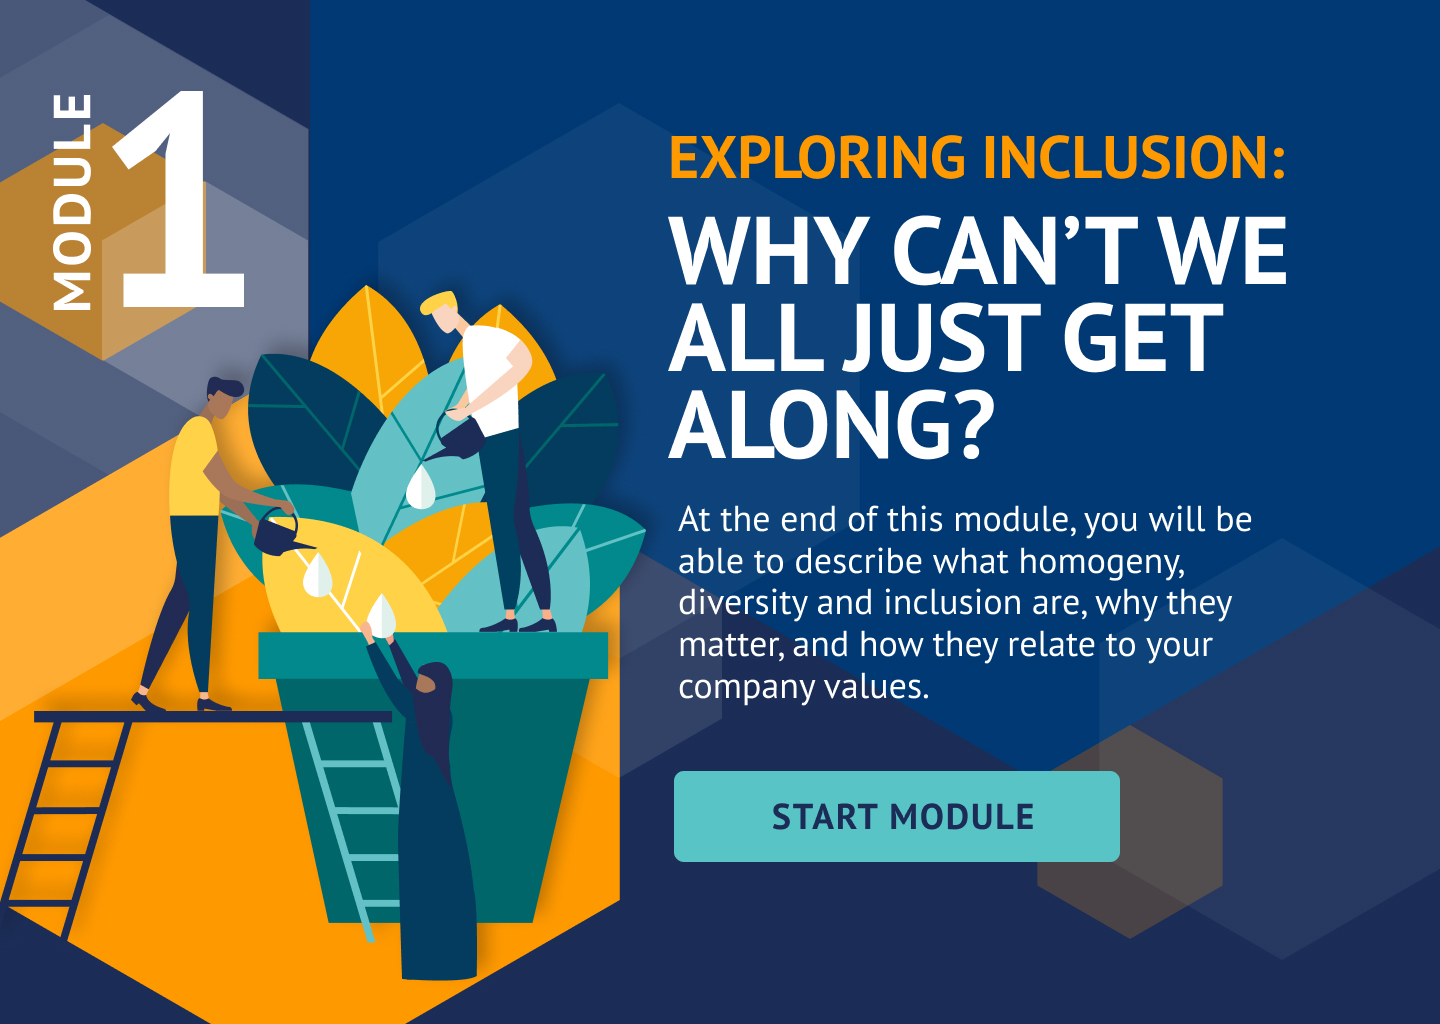 MODULE
1
EXPLORING INCLUSION:
WHY CAN’T WE
ALL JUST GET
ALONG?
At the end of this module, you will be
able to describe what homogeny,
diversity and inclusion are, why they
matter, and how they relate to your
company values.
START MODULE